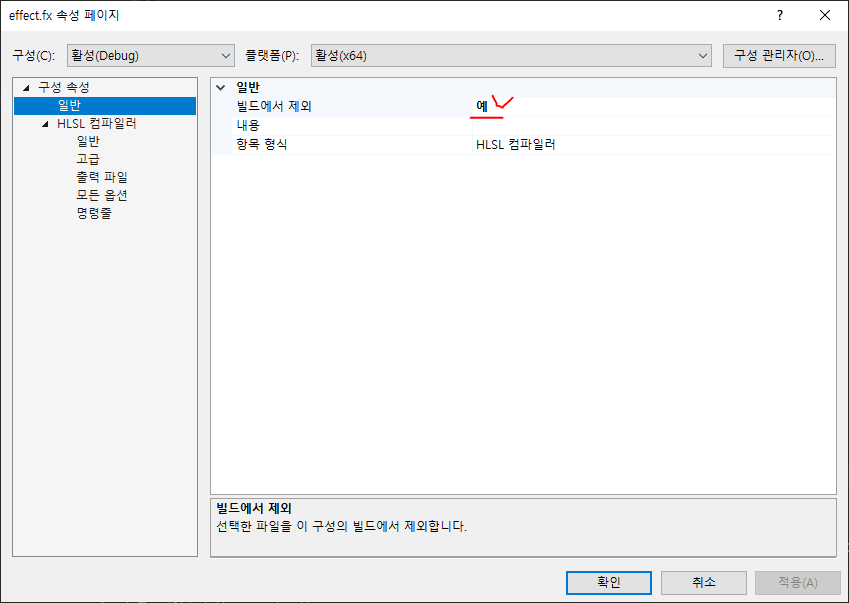 effect.fx 속성 페이지
?
구성(C): 활성(Debug) 플랫폼(P): 활성(x64) 구성 관리자(O)...
구성 속성
일반
HLSL 컴파일러
일반
고급
출력 파일
모든 옵션
명령줄
일반
빌드에서 제외 예
내용
항목 형식 HLSL 컴파일러
빌드에서 제외
선택한 파일을 이 구성의 빌드에서 제외합니다.
확인 취소 적용(A)